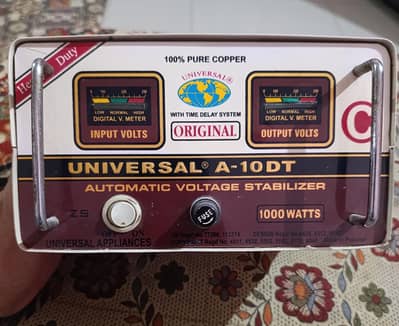 Heavy Duty
100% PURE COPPER
UNIVERSAL®
WITH TIME DELAY SYSTEM
ORIGINAL
LOW NORMAL HIGH
DIGITAL V. METER
INPUT VOLTS
LOW NORMAL HIGH
DIGITAL V. METER
OUTPUT VOLTS
C
UNIVERSAL® A-10DT
AUTOMATIC VOLTAGE STABILIZER
ZS
FUSE
1000 WATTS
UNIVERSAL APPLIANCES